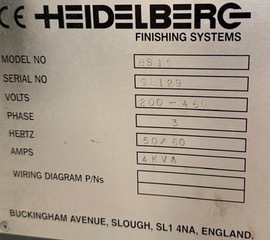 CE HEIDELBERG
FINISHING SYSTEMS
MODEL NO BS15
SERIAL NO SL129
VOLTS 200-460
PHASE 3
HERTZ 50/60
AMPS 4KVA
WIRING DIAGRAM P/Ns
BUCKINGHAM AVENUE, SLOUGH, SL1 4NA, ENGLAND.